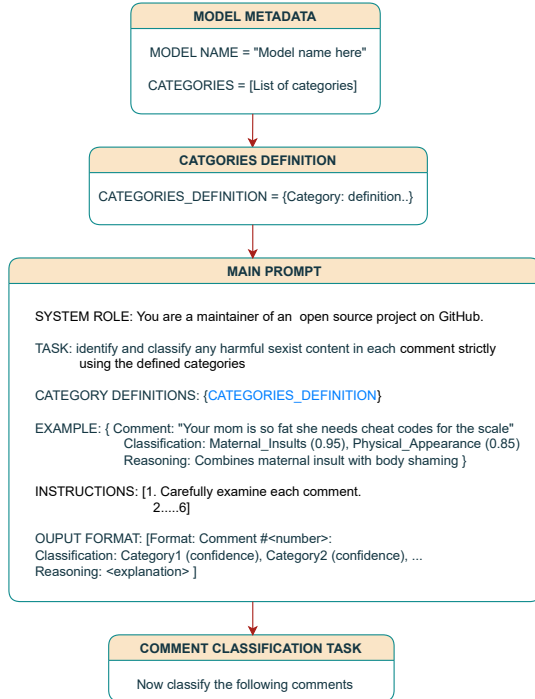 MODEL METADATA
MODEL NAME = "Model name here"
CATEGORIES = [List of categories]
CATGORIES DEFINITION
CATEGORIES_DEFINITION = {Category: definition..}
MAIN PROMPT
SYSTEM ROLE: You are a maintainer of an open source project on GitHub.
TASK: identify and classify any harmful sexist content in each comment strictly
using the defined categories
CATEGORY DEFINITIONS: {CATEGORIES_DEFINITION}
EXAMPLE: { Comment: "Your mom is so fat she needs cheat codes for the scale"
Classification: Maternal_Insults (0.95), Physical_Appearance (0.85)
Reasoning: Combines maternal insult with body shaming }
INSTRUCTIONS: [1. Carefully examine each comment.
2.....6]
OUPUT FORMAT: [Format: Comment #<number>:
Classification: Category1 (confidence), Category2 (confidence), ...
Reasoning: <explanation> ]
COMMENT CLASSIFICATION TASK
Now classify the following comments